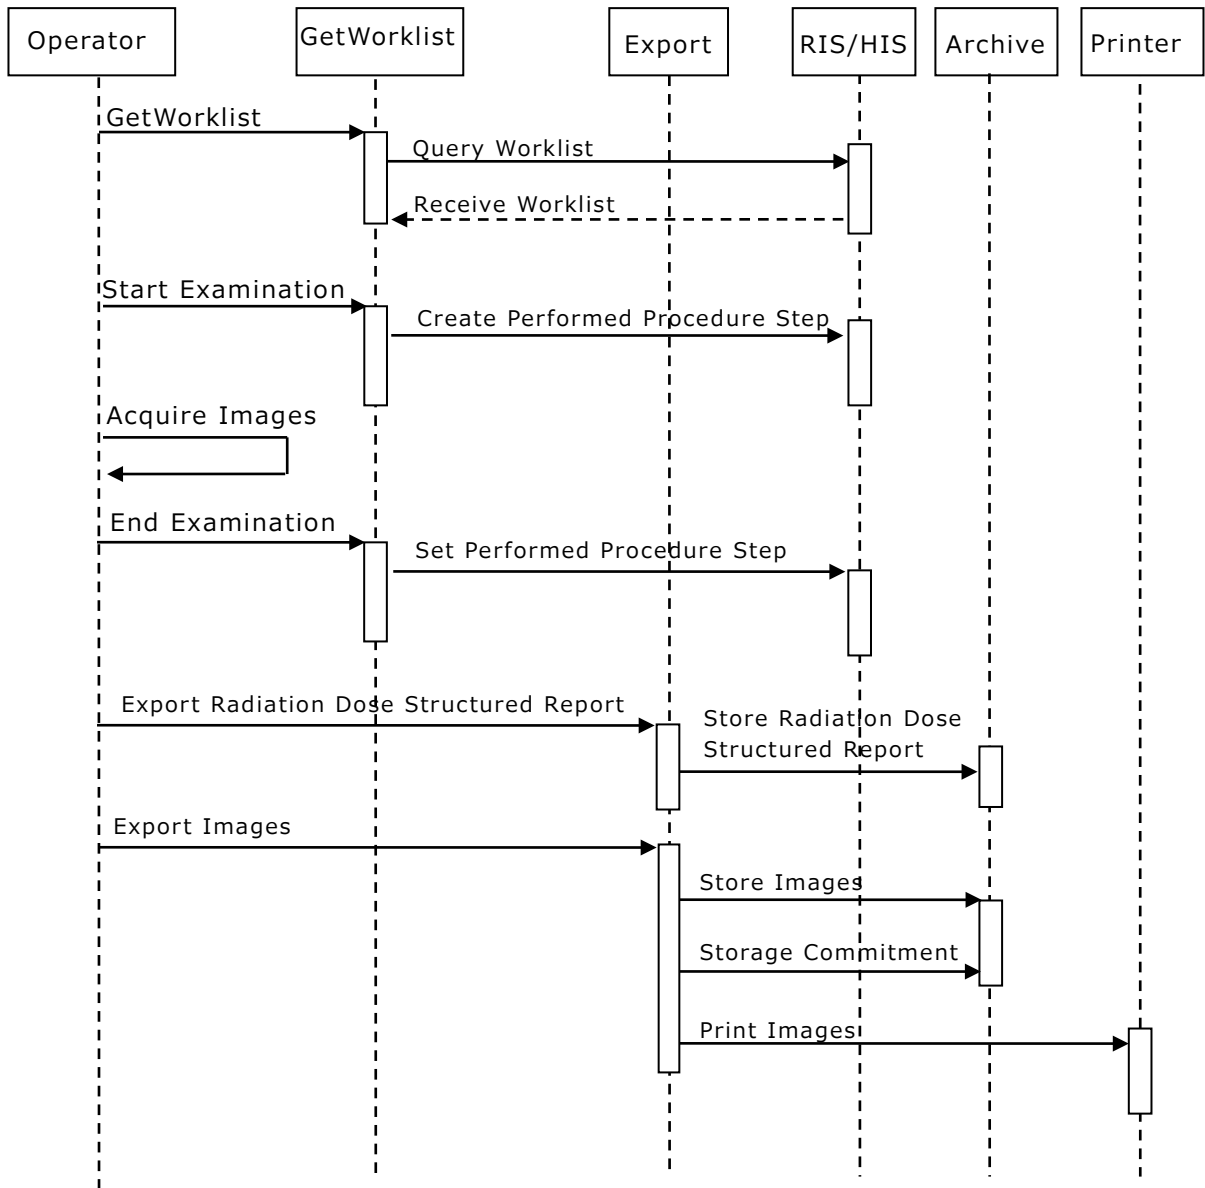 Operator
GetWorklist
Export
RIS/HIS
Archive
Printer
GetWorklist
Query Worklist
Receive Worklist
Start Examination
Create Performed Procedure Step
Acquire Images
End Examination
Set Performed Procedure Step
Export Radiation Dose Structured Report
Store Radiation Dose
Structured Report
Export Images
Store Images
Storage Commitment
Print Images